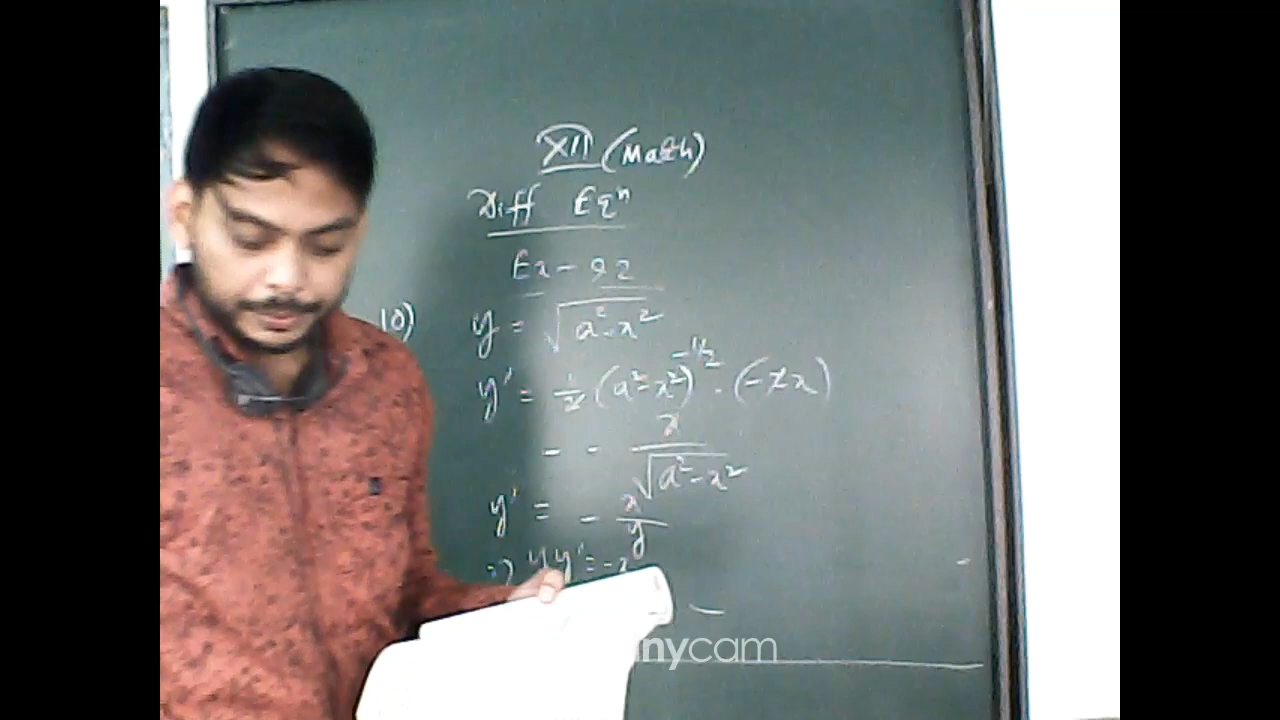 XII (Math)
Diff Eqⁿ
Ex - 9.2
10) y = √(a² - x²)
y' = 1/2 (a² - x²)^(-1/2) . (-2x)
= - x/√(a² - x²)
y' = - x/y
=) yy' = -x
anycam